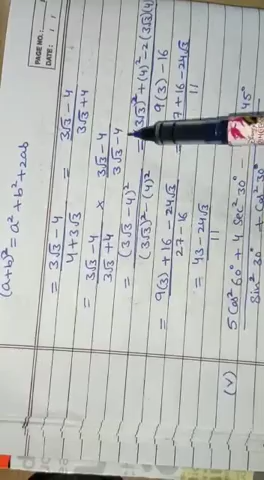 PAGE NO.:
DATE: / /
(a+b)² = a² + b² + 2ab
= 3√3 - 4 / 4 + 3√3 = 3√3 - 4 / 3√3 + 4
= 3√3 - 4 / 3√3 + 4 × 3√3 - 4 / 3√3 - 4
= (3√3 - 4)² / (3√3)² - (4)² = (3√3)² + (4)² - 2(3√3)(4) / 9(3) - 16
= 9(3) + 16 - 24√3 / 27 - 16 = 7 + 16 - 24√3 / 11
= 43 - 24√3 / 11
(v) 5 Cos² 60° + 4 Sec² 30° - 45° / Sin² 30° + Cos² 30°